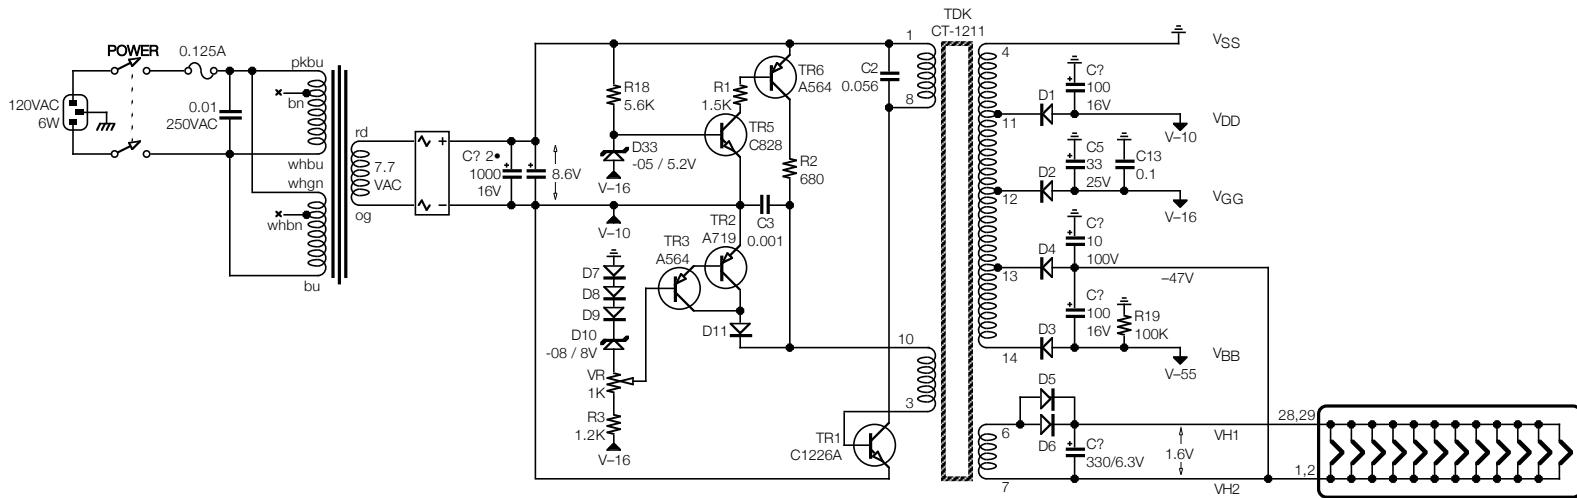 TDK
CT-1211
POWER
0.125A
pkbu
bn
120VAC
6W
0.01
250VAC
whbu
whgn
whbn
bu
rd
7.7
VAC
og
+
–
C? 2•
1000
16V
+
+
8.6V
R18
5.6K
D33
-05 / 5.2V
V–16
V–10
R1
1.5K
TR6
A564
TR5
C828
R2
680
C3
0.001
TR2
A719
TR3
A564
D7
D8
D9
D10
-08 / 8V
VR
1K
R3
1.2K
V–16
D11
TR1
C1226A
C2
0.056
1
8
10
3
4
11
12
13
14
6
7
VSS
D1
+
C?
100
16V
VDD
V–10
D2
+
C5
33
25V
C13
0.1
VGG
V–16
D4
+
C?
10
100V
–47V
D3
+
C?
100
16V
R19
100K
VBB
V–55
D5
D6
+
C?
330/6.3V
1.6V
VH1
VH2
28,29
1,2